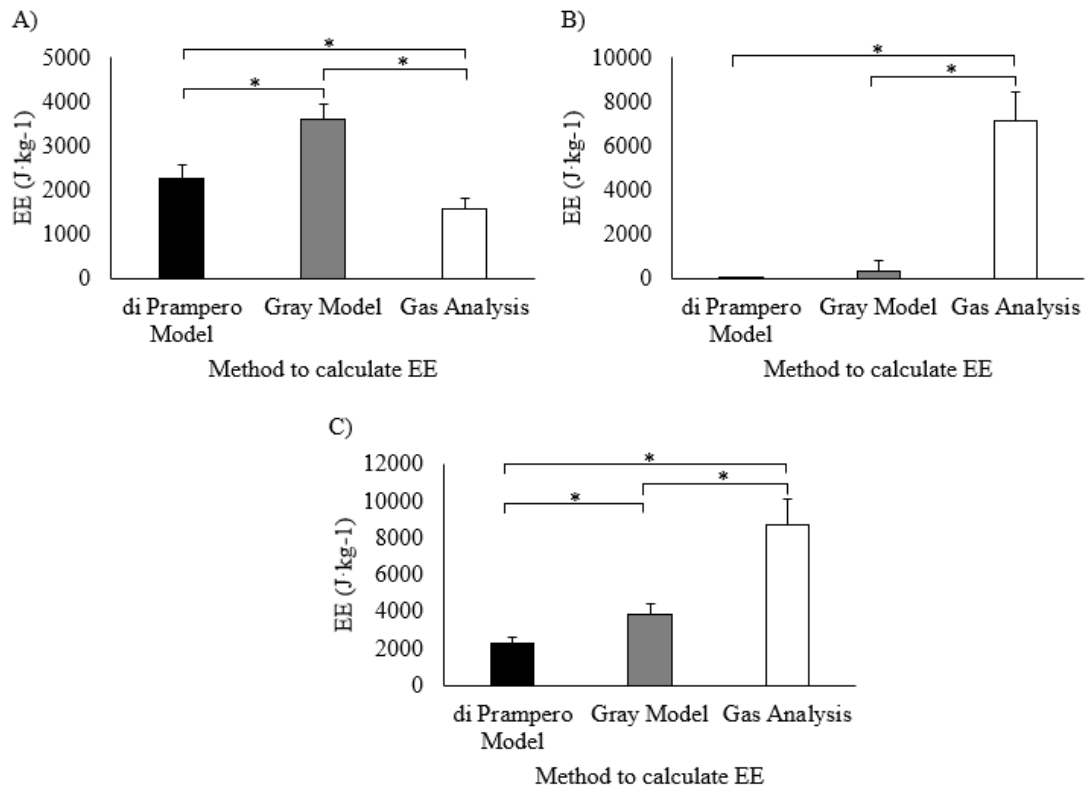 A)
*
*
*
5000
4000
3000
2000
1000
0
EE (J·kg-1)
di Prampero
Model
Gray Model
Gas Analysis
Method to calculate EE
B)
*
*
10000
8000
6000
4000
2000
0
EE (J·kg-1)
di Prampero
Model
Gray Model
Gas Analysis
Method to calculate EE
C)
*
*
*
12000
10000
8000
6000
4000
2000
0
EE (J·kg-1)
di Prampero
Model
Gray Model
Gas Analysis
Method to calculate EE